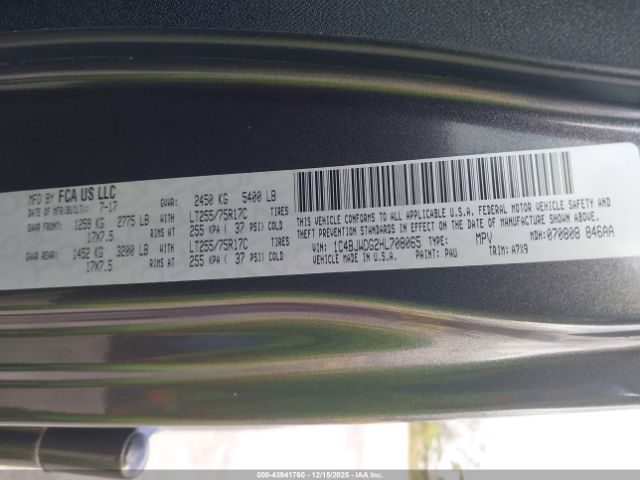 MFD BY FCA US LLC
DATE OF MFR(BUILT): 7-17 GVWR: 2450 KG 5400 LB
GAWR FRONT: 1259 KG 2775 LB WITH LT255/75R17C TIRES
17X7.5 RIMS AT 255 KPA ( 37 PSI) COLD
GAWR REAR: 1452 KG 3200 LB WITH LT255/75R17C TIRES
17X7.5 RIMS AT 255 KPA ( 37 PSI) COLD
THIS VEHICLE CONFORMS TO ALL APPLICABLE U.S.A. FEDERAL MOTOR VEHICLE SAFETY AND
THEFT PREVENTION STANDARDS IN EFFECT ON THE DATE OF MANUFACTURE SHOWN ABOVE.
VIN: 1C4BJWDG2HL708065 TYPE: MPV MDH: 070808 846AA
VEHICLE MADE IN U.S.A. PAINT: PAU TRIM: A7X9
000-43941760 - 12/15/2025 - IAAI.COM